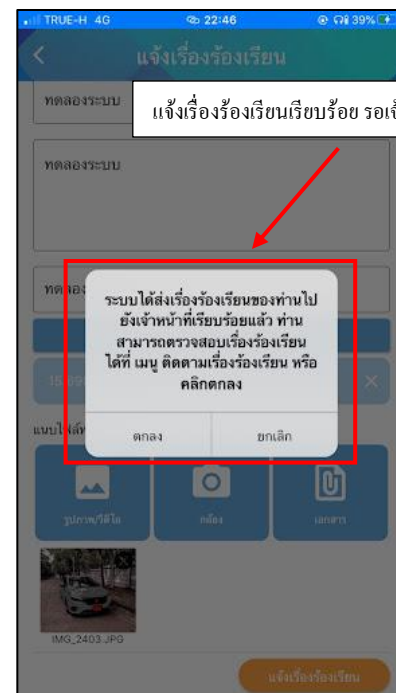 TRUE-H 4G 22:46 39%
แจ้งเรื่องร้องเรียน
ทดลองระบบ
แจ้งเรื่องร้องเรียนเรียบร้อย รอเจ้
ทดลองระบบ
ระบบได้ส่งเรื่องร้องเรียนของท่านไป
ยังเจ้าหน้าที่เรียบร้อยแล้ว ท่าน
สามารถตรวจสอบเรื่องร้องเรียน
ได้ที่ เมนู ติดตามเรื่องร้องเรียน หรือ
คลิกตกลง
ตกลง ยกเลิก
รูปภาพ/วิดีโอ กล้อง เอกสาร
IMG_2403.JPG
แจ้งเรื่องร้องเรียน